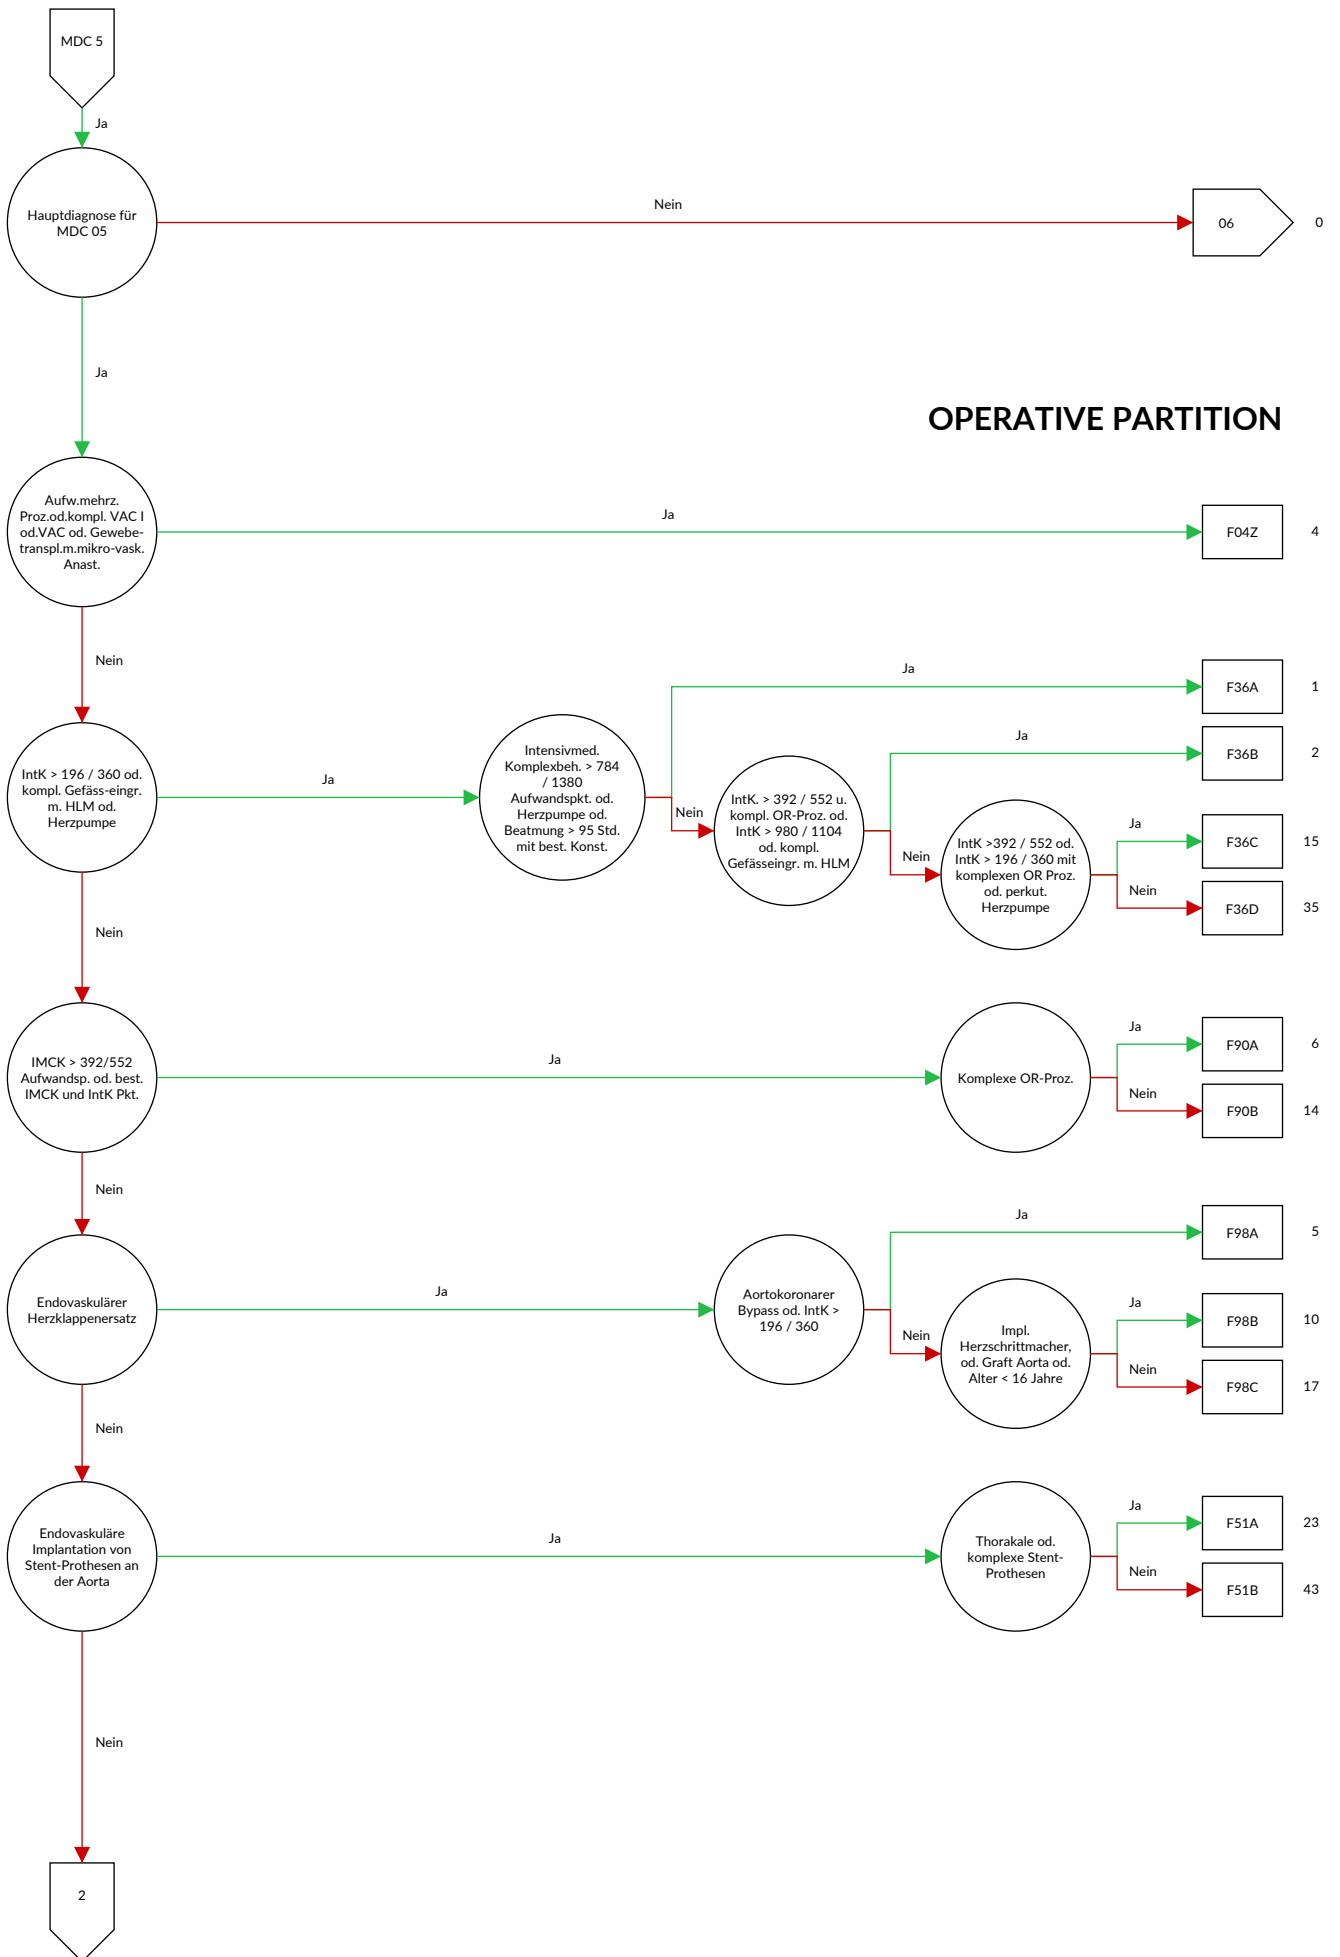 MDC 5
Ja
Hauptdiagnose für
MDC 05
Nein
06
0
Ja
OPERATIVE PARTITION
Aufw.mehrz.
Proz.od.kompl. VAC I
od.VAC od. Gewebe-
transpl.m.mikro-vask.
Anast.
Ja
F04Z
4
Nein
IntK > 196 / 360 od.
kompl. Gefäss-eingr.
m. HLM od.
Herzpumpe
Ja
Intensivmed.
Komplexbeh. > 784
/ 1380
Aufwandspkt. od.
Herzpumpe od.
Beatmung > 95 Std.
mit best. Konst.
Ja
F36A
1
Nein
IntK. > 392 / 552 u.
kompl. OR-Proz. od.
IntK > 980 / 1104
od. kompl.
Gefässeingr. m. HLM
Ja
F36B
2
Nein
IntK >392 / 552 od.
IntK > 196 / 360 mit
komplexen OR Proz.
od. perkut.
Herzpumpe
Ja
F36C
15
Nein
F36D
35
Nein
IMCK > 392/552
Aufwandsp. od. best.
IMCK und IntK Pkt.
Ja
Komplexe OR-Proz.
Ja
F90A
6
Nein
F90B
14
Nein
Endovaskulärer
Herzklappenersatz
Ja
Aortokoronarer
Bypass od. IntK >
196 / 360
Ja
F98A
5
Nein
Impl.
Herzschrittmacher,
od. Graft Aorta od.
Alter < 16 Jahre
Ja
F98B
10
Nein
F98C
17
Nein
Endovaskuläre
Implantation von
Stent-Prothesen an
der Aorta
Ja
Thorakale od.
komplexe Stent-
Prothesen
Ja
F51A
23
Nein
F51B
43
Nein
2